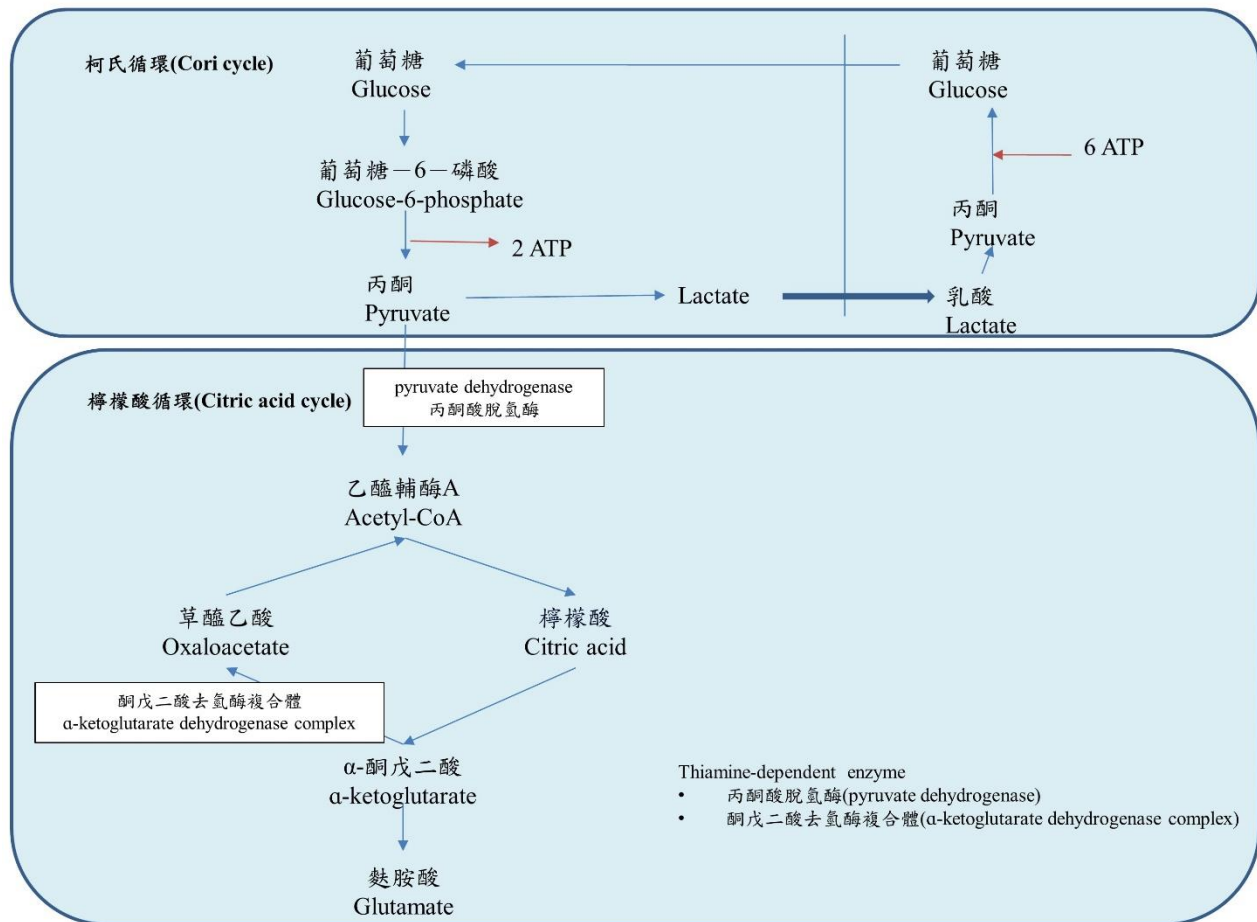 柯氏循環(Cori cycle)
葡萄糖
Glucose
葡萄糖
Glucose
葡萄糖－6－磷酸
Glucose-6-phosphate
6 ATP
2 ATP
丙酮
Pyruvate
丙酮
Pyruvate
Lactate
乳酸
Lactate
檸檬酸循環(Citric acid cycle)
pyruvate dehydrogenase
丙酮酸脫氫酶
乙醯輔酶A
Acetyl-CoA
草醯乙酸
Oxaloacetate
檸檬酸
Citric acid
酮戊二酸去氫酶複合體
α-ketoglutarate dehydrogenase complex
α-酮戊二酸
α-ketoglutarate
麩胺酸
Glutamate
Thiamine-dependent enzyme
• 丙酮酸脫氫酶(pyruvate dehydrogenase)
• 酮戊二酸去氫酶複合體(α-ketoglutarate dehydrogenase complex)